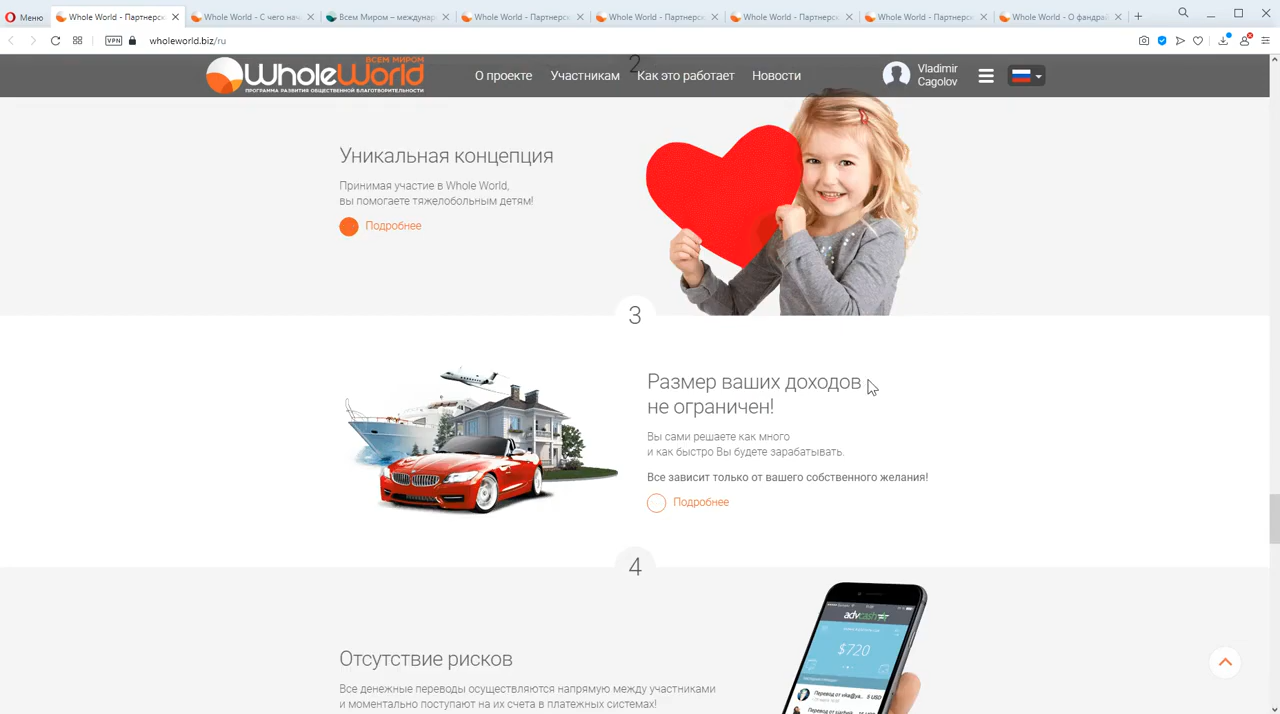 Меню
Whole World - Партнерск
Whole World - С чего нач
Всем Миром – междунар
Whole World - Партнерс
Whole World - Партнерс
Whole World - Партнерс
Whole World - Партнерс
Whole World - О фандрай
VPN
wholeworld.biz/ru
ВСЕМ МИРОМ
WholeWorld
ПРОГРАММА РАЗВИТИЯ ОБЩЕСТВЕННОЙ БЛАГОТВОРИТЕЛЬНОСТИ
О проекте
Участникам
Как это работает
Новости
Vladimir
Cagolov
2
Уникальная концепция
Принимая участие в Whole World,
вы помогаете тяжелобольным детям!
Подробнее
3
Размер ваших доходов
не ограничен!
Вы сами решаете как много
и как быстро Вы будете зарабатывать.
Все зависит только от вашего собственного желания!
Подробнее
4
advcash
$720
Отсутствие рисков
Все денежные переводы осуществляются напрямую между участниками
и моментально поступают на их счета в платежных системах!